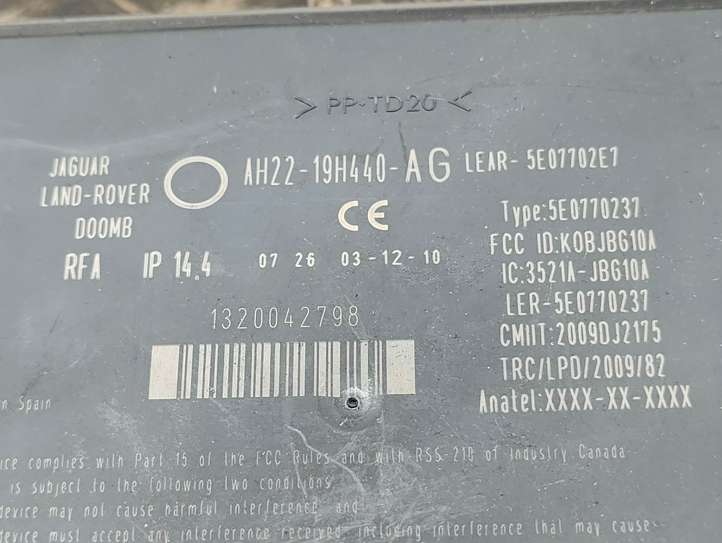 > PP-TD20 <
JAGUAR
LAND-ROVER
DOOMB
AH22-19H440-AG
LEAR- 5E07702E7
CE
Type:5E0770237
FCC ID:KOBJBG10A
IC:3521A-JBG10A
LER-5E0770237
CMIIT:2009DJ2175
TRC/LPD/2009/82
Anatel:XXXX-XX-XXXX
RFA IP 14.4 07 26 03-12-10
1320042798
n Spain
ice complies with Part 15 of the FCC Rules and with RSS-210 of Industry Canada
is subject to the following two conditions
device may not cause harmful interference, and
device must accept any interference received, including interference that may cause